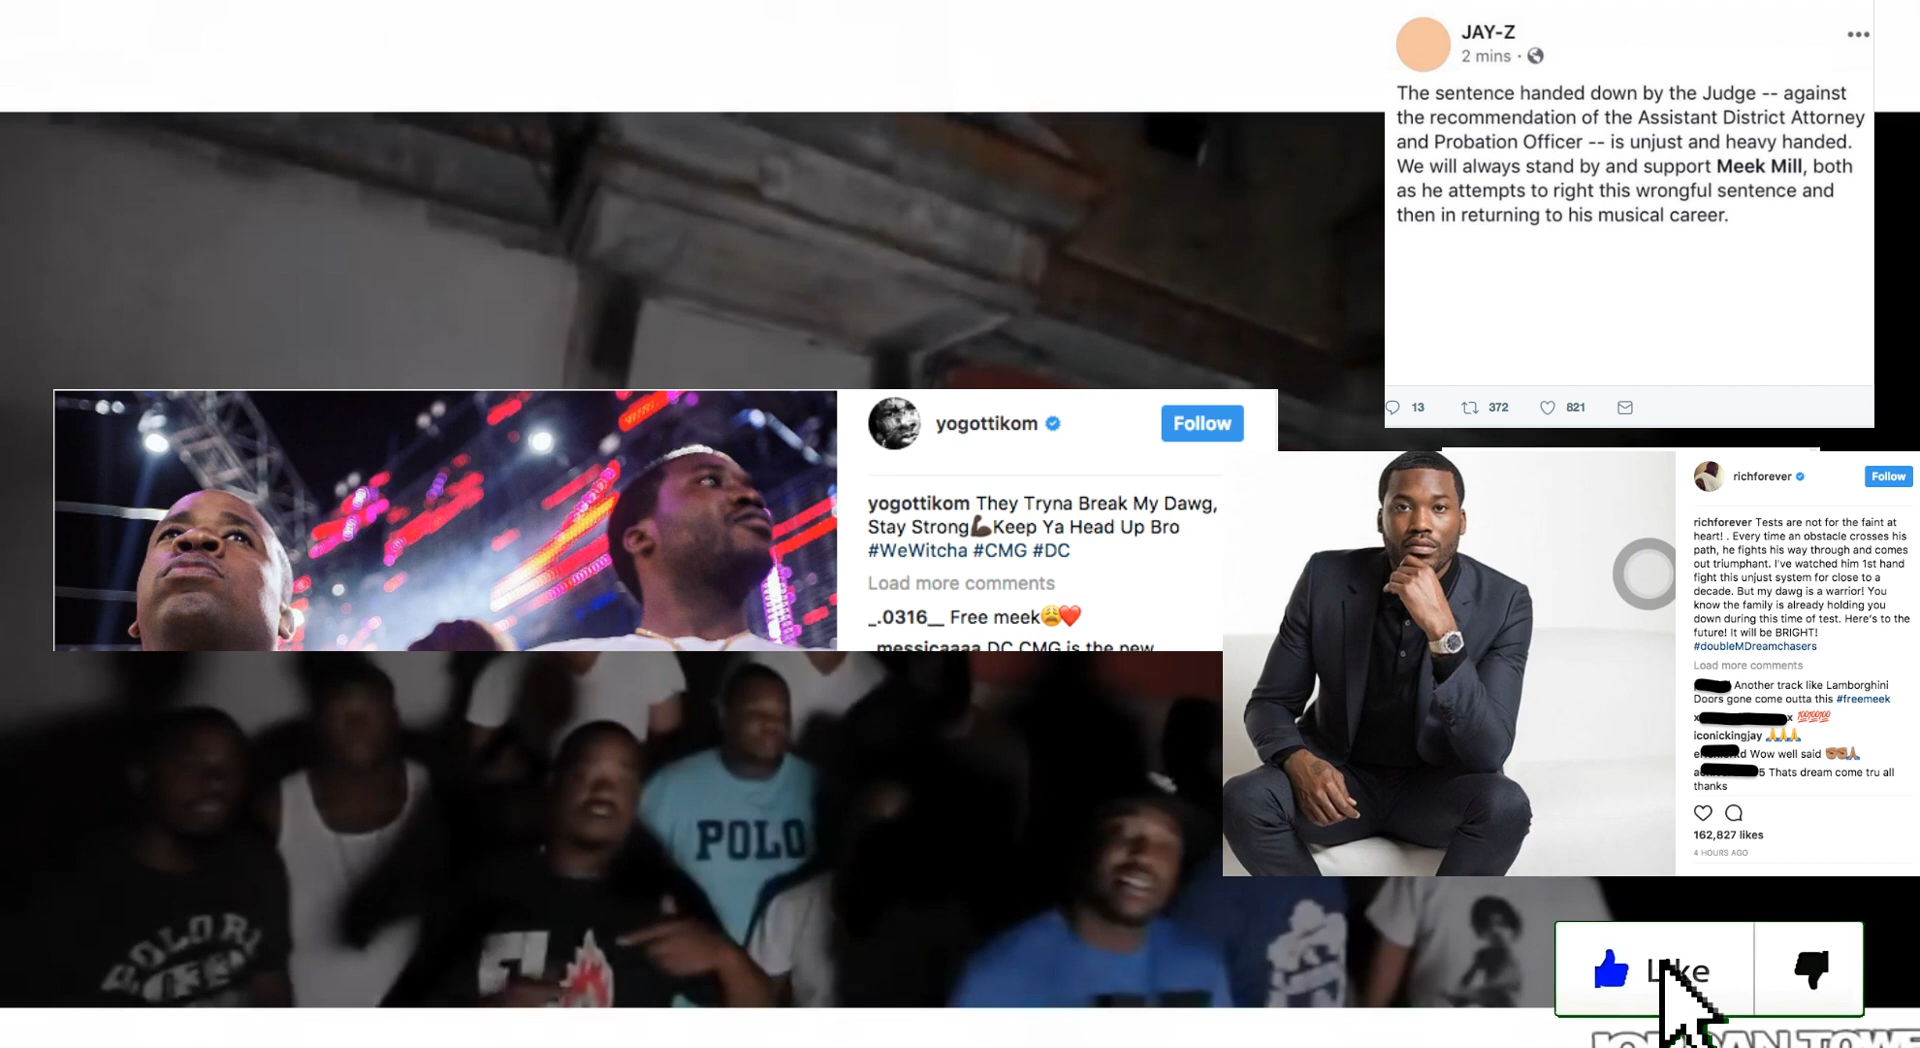 JAY-Z
2 mins ·
The sentence handed down by the Judge -- against
the recommendation of the Assistant District Attorney
and Probation Officer -- is unjust and heavy handed.
We will always stand by and support Meek Mill, both
as he attempts to right this wrongful sentence and
then in returning to his musical career.
13 372 821
yogottikom
Follow
yogottikom They Tryna Break My Dawg,
Stay Strong💪🏿Keep Ya Head Up Bro
#WeWitcha #CMG #DC
Load more comments
_.0316__ Free meek😩❤️
_messicaaaa DC CMG is the new
richforever
Follow
richforever Tests are not for the faint at
heart! . Every time an obstacle crosses his
path, he fights his way through and comes
out triumphant. I've watched him 1st hand
fight this unjust system for close to a
decade. But my dawg is a warrior! You
know the family is already holding you
down during this time of test. Here's to the
future! It will be BRIGHT!
#doubleMDreamchasers
Load more comments
Another track like Lamborghini
Doors gone come outta this #freemeek
x x 💯💯💯
iconickingjay 🙏🙏🙏
d Wow well said
5 Thats dream come tru all
thanks
162,827 likes
4 HOURS AGO
POLO
Like